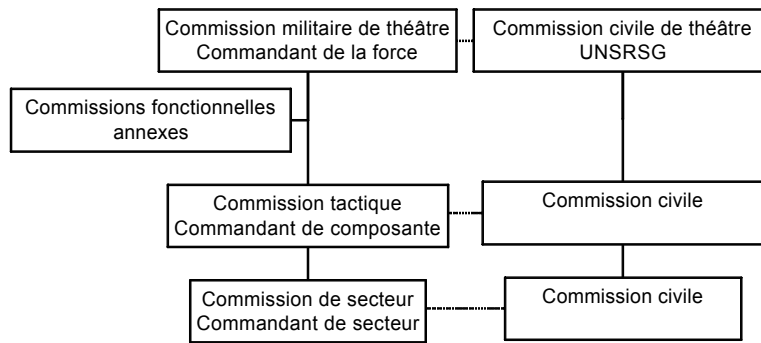 Commission militaire de théâtre
Commandant de la force
Commission civile de théâtre
UNSRSG
Commissions fonctionnelles
annexes
Commission tactique
Commandant de composante
Commission civile
Commission de secteur
Commandant de secteur
Commission civile